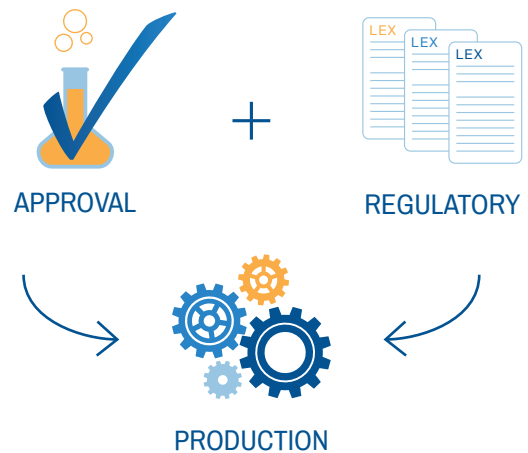 LEX
LEX
LEX
APPROVAL
REGULATORY
PRODUCTION